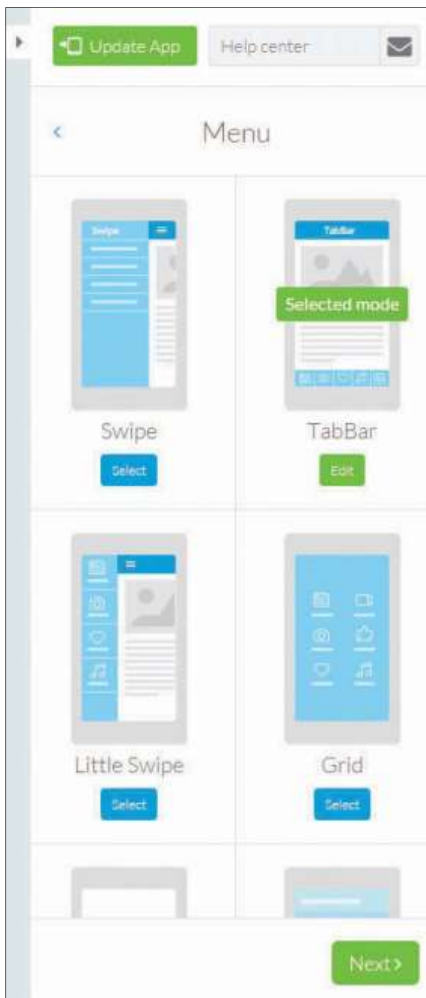 Update App
Help center
Menu
Swipe
TabBar
Selected mode
Swipe
TabBar
Select
Edit
Little Swipe
Grid
Select
Select
Next